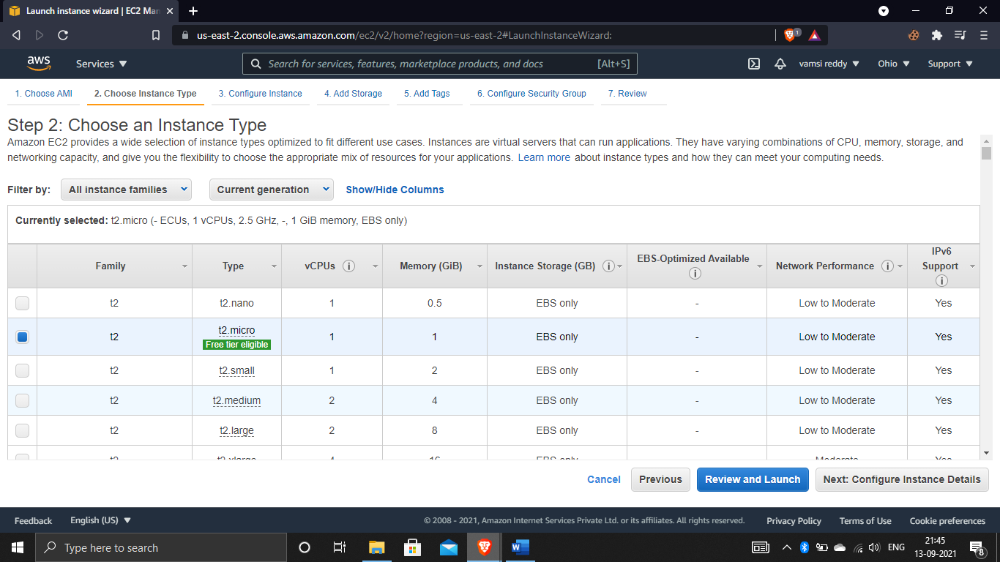 Launch instance wizard | EC2 Man
us-east-2.console.aws.amazon.com/ec2/v2/home?region=us-east-2#LaunchInstanceWizard:
1
aws
Services
Search for services, features, marketplace products, and docs
[Alt+S]
vamsi reddy
Ohio
Support
1. Choose AMI
2. Choose Instance Type
3. Configure Instance
4. Add Storage
5. Add Tags
6. Configure Security Group
7. Review
Step 2: Choose an Instance Type
Amazon EC2 provides a wide selection of instance types optimized to fit different use cases. Instances are virtual servers that can run applications. They have varying combinations of CPU, memory, storage, and
networking capacity, and give you the flexibility to choose the appropriate mix of resources for your applications. Learn more about instance types and how they can meet your computing needs.
Filter by: All instance families Current generation Show/Hide Columns
Currently selected: t2.micro (- ECUs, 1 vCPUs, 2.5 GHz, -, 1 GiB memory, EBS only)
Family Type vCPUs i Memory (GiB) Instance Storage (GB) i EBS-Optimized Available i Network Performance i IPv6 Support i
t2 t2.nano 1 0.5 EBS only - Low to Moderate Yes
t2 t2.micro Free tier eligible 1 1 EBS only - Low to Moderate Yes
t2 t2.small 1 2 EBS only - Low to Moderate Yes
t2 t2.medium 2 4 EBS only - Low to Moderate Yes
t2 t2.large 2 8 EBS only - Low to Moderate Yes
t2 t2.xlarge 4 16 EBS only Moderate Yes
Cancel Previous Review and Launch Next: Configure Instance Details
Feedback English (US) © 2008 - 2021, Amazon Internet Services Private Ltd. or its affiliates. All rights reserved. Privacy Policy Terms of Use Cookie preferences
Type here to search
W
ENG
21:45
13-09-2021
8